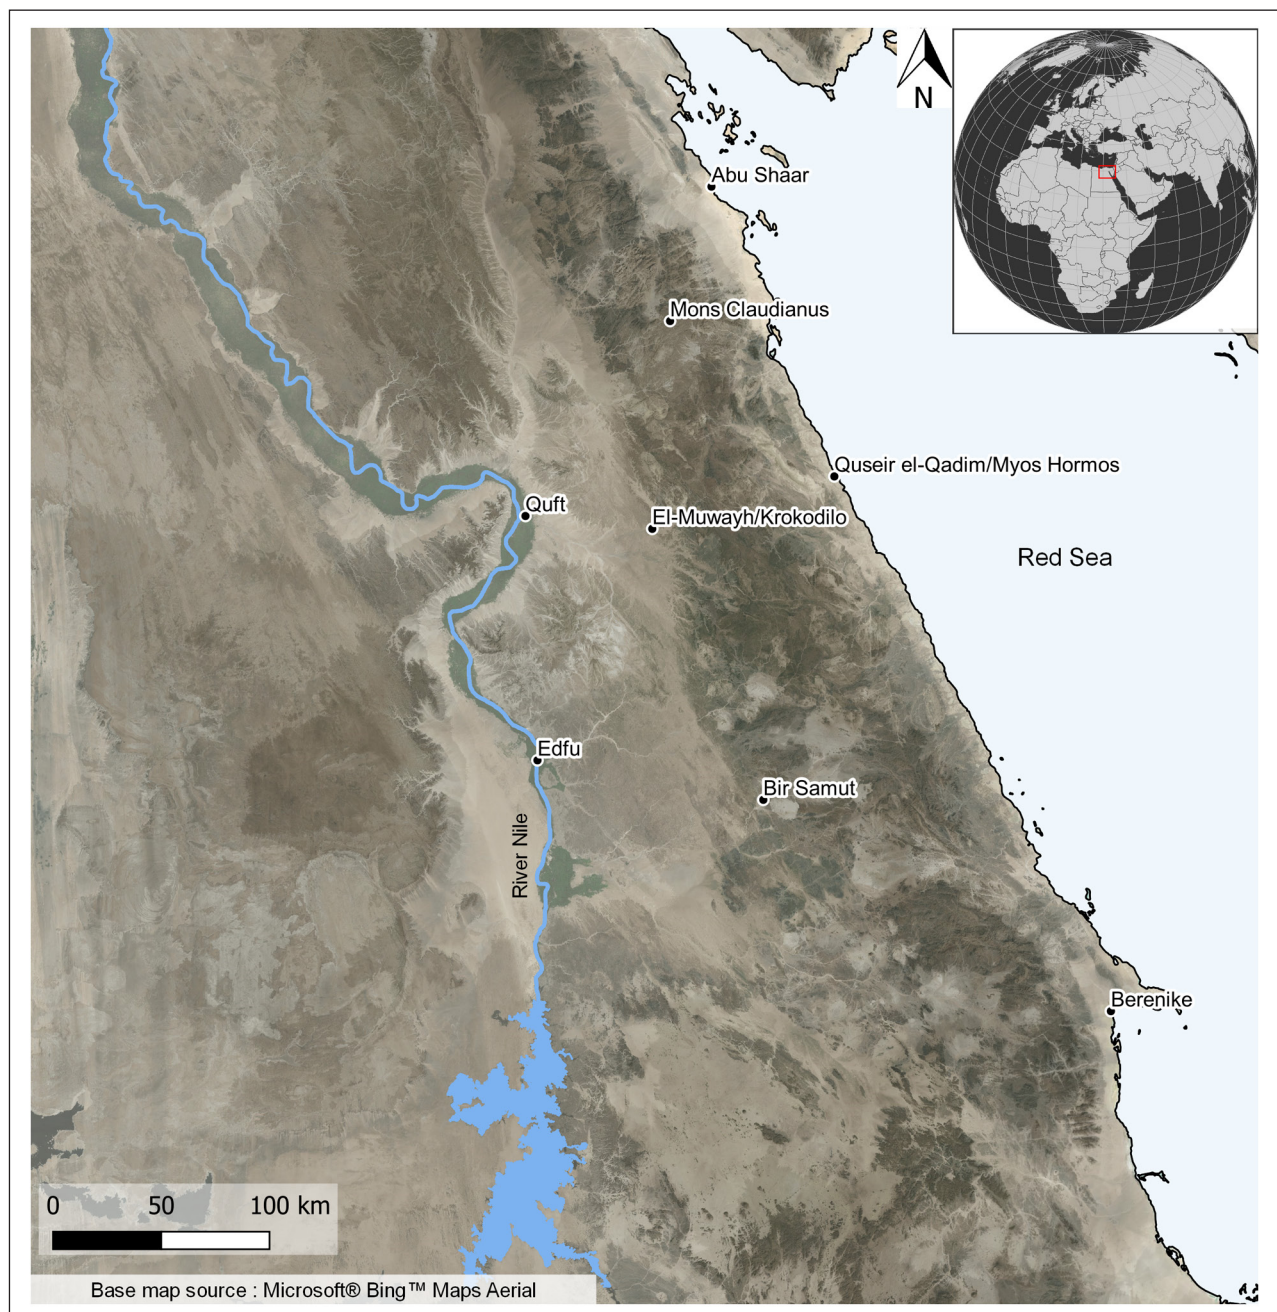 N
Abu Shaar
Mons Claudianus
Quseir el-Qadim/Myos Hormos
Quft
El-Muwayh/Krokodilo
Red Sea
Edfu
Bir Samut
River Nile
Berenike
0 50 100 km
Base map source : Microsoft® Bing™ Maps Aerial